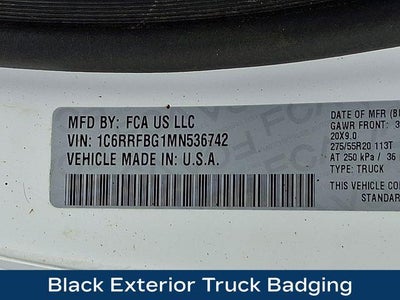 MFD BY: FCA US LLC
VIN: 1C6RRFBG1MN536742
VEHICLE MADE IN U.S.A.
DATE OF MFR
GAWR FRONT: 3
20X9.0
275/55R20 113T
AT 250 kPa / 36
TYPE: TRUCK
THIS VEHICLE
STANDAR
Black Exterior Truck Badging